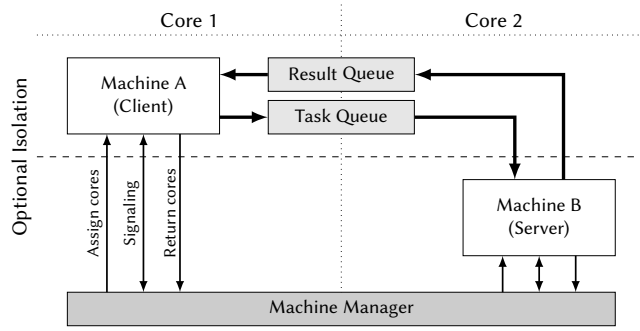 Core 1
Core 2
Optional Isolation
Machine A
(Client)
Result Queue
Task Queue
Assign cores
Signaling
Return cores
Machine B
(Server)
Machine Manager